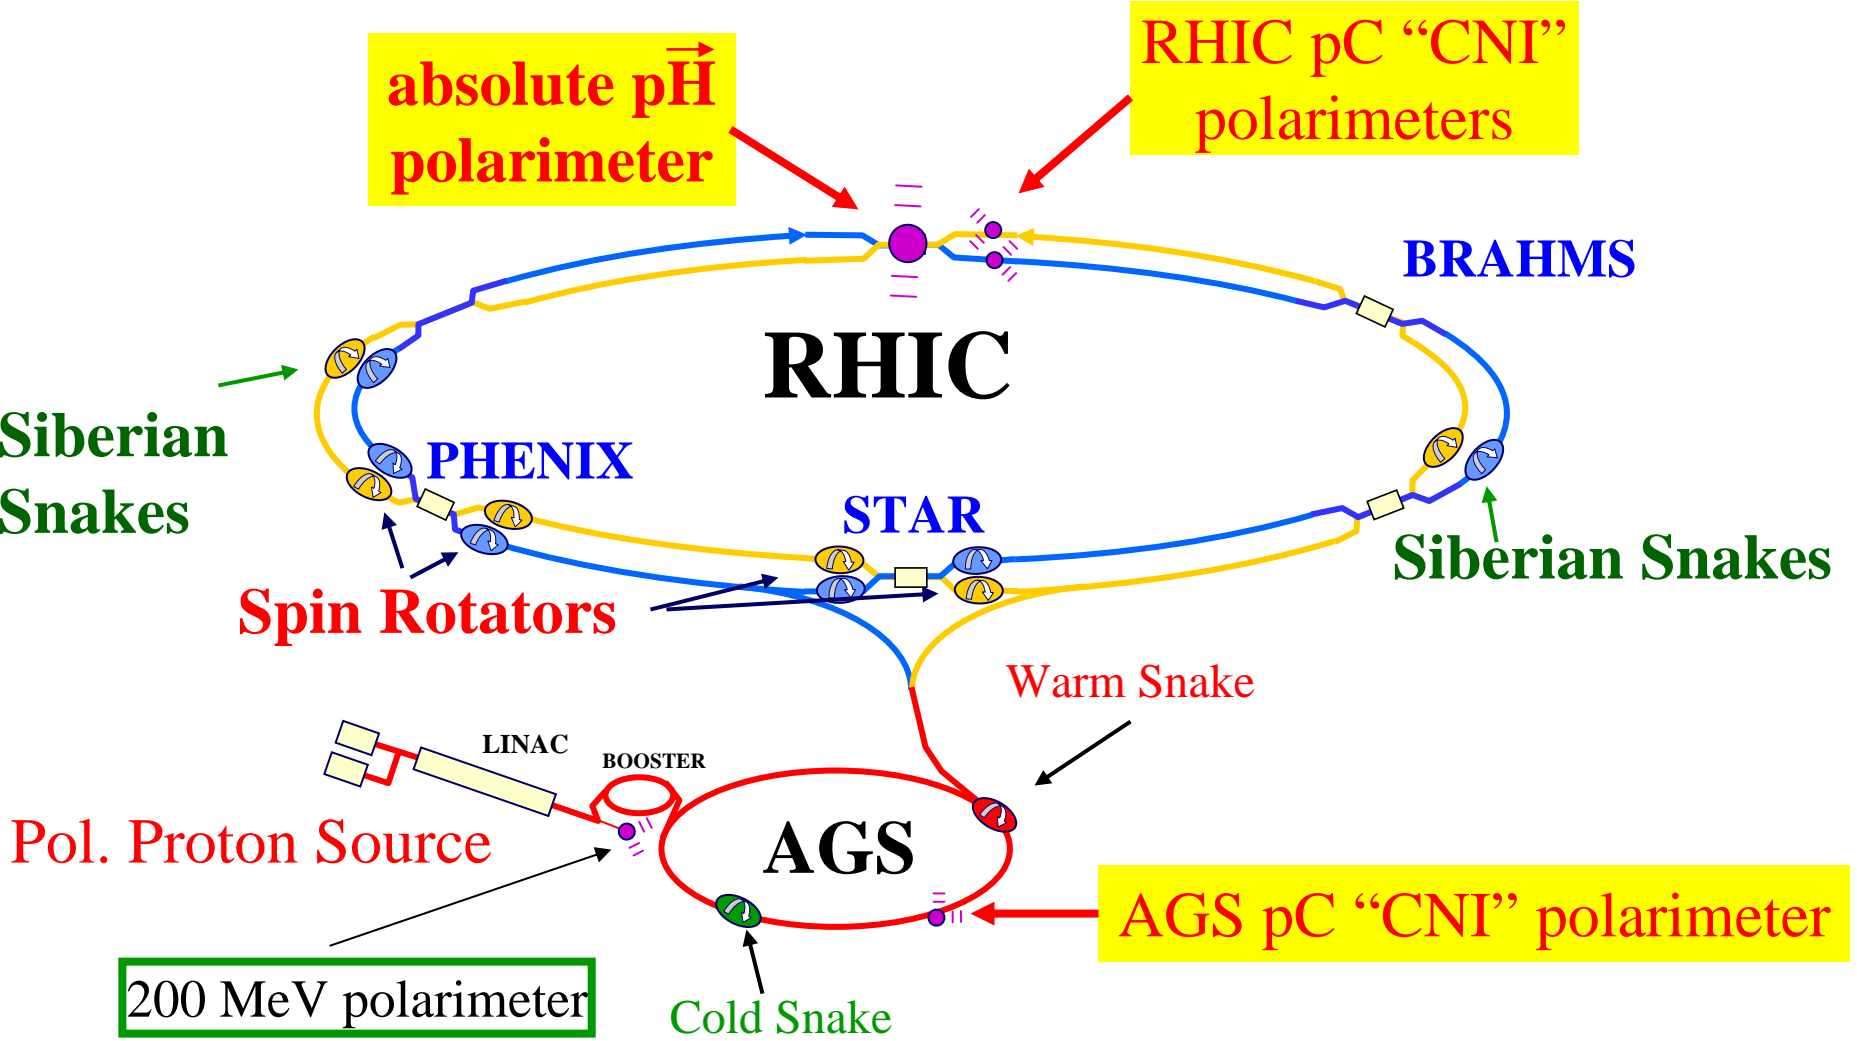 absolute pH
polarimeter
RHIC pC “CNI”
polarimeters
BRAHMS
RHIC
Siberian
Snakes
PHENIX
STAR
Siberian Snakes
Spin Rotators
Warm Snake
LINAC
BOOSTER
Pol. Proton Source
AGS
AGS pC “CNI” polarimeter
200 MeV polarimeter
Cold Snake